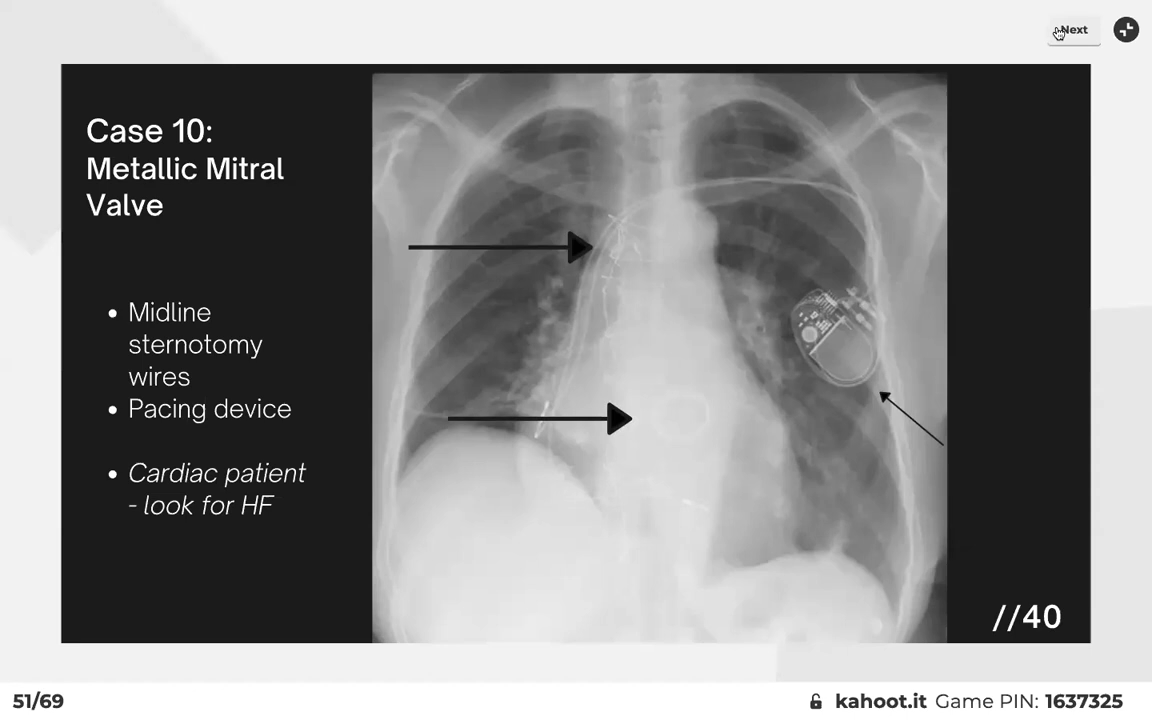 Next
Case 10:
Metallic Mitral
Valve
• Midline
sternotomy
wires
• Pacing device
• Cardiac patient
- look for HF
//40
51/69
kahoot.it Game PIN: 1637325